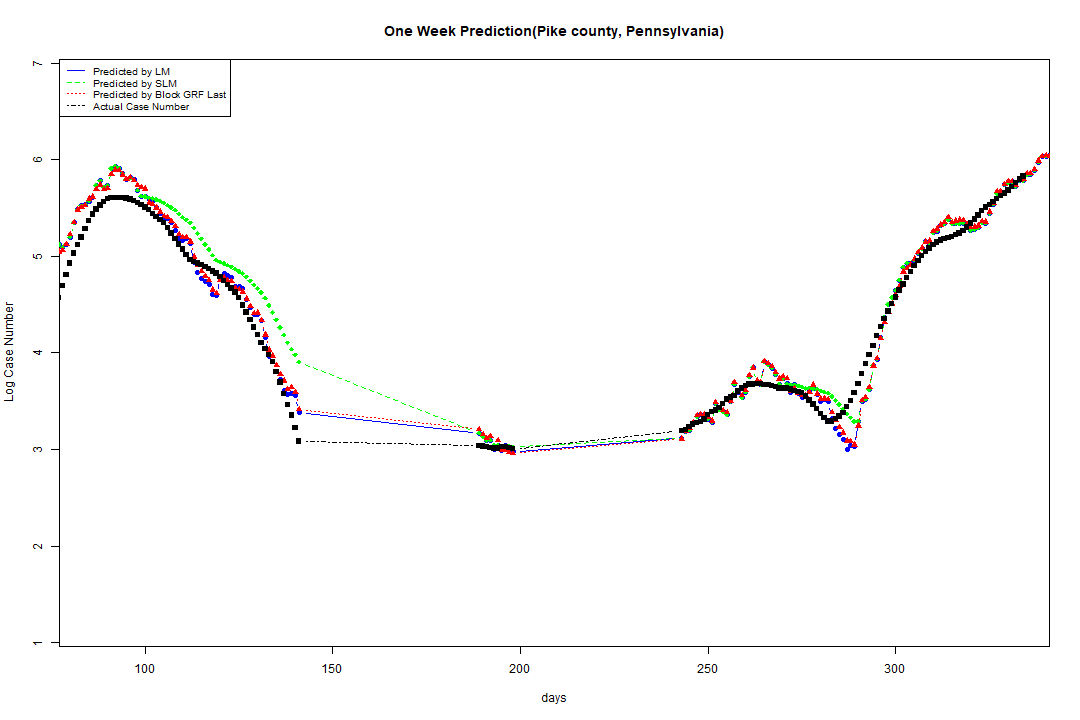 One Week Prediction(Pike county, Pennsylvania)
7
6
5
4
3
2
1
Log Case Number
Predicted by LM
Predicted by SLM
Predicted by Block GRF Last
Actual Case Number
100
150
200
250
300
days